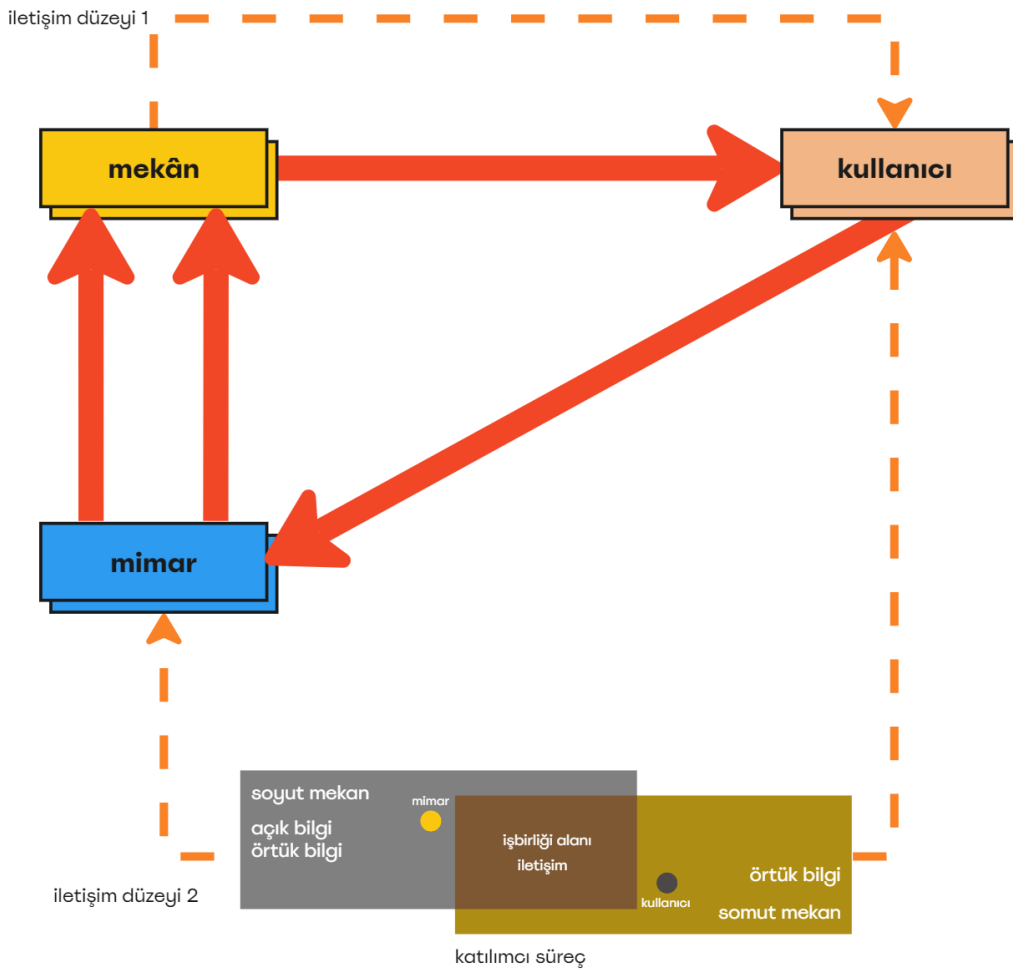 iletişim düzeyi 1
mekân
kullanıcı
mimar
soyut mekan
mimar
açık bilgi
örtük bilgi
işbirliği alanı
iletişim
örtük bilgi
kullanıcı
somut mekan
iletişim düzeyi 2
katılımcı süreç